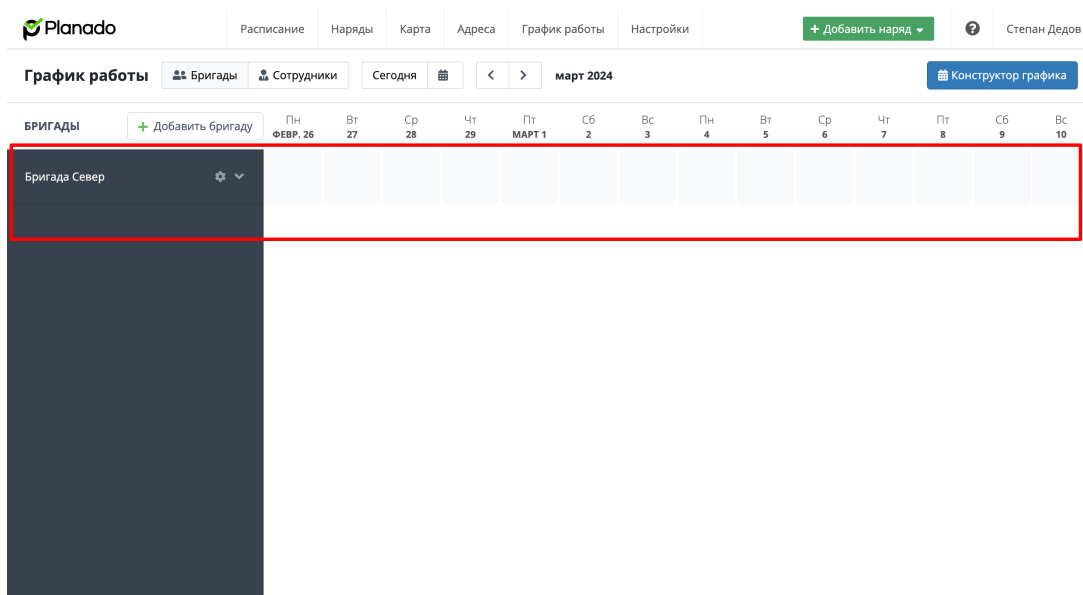 Planado Расписание Наряды Карта Адреса График работы Настройки + Добавить наряд ? Степан Дедов
График работы Бригады Сотрудники Сегодня < > март 2024 Конструктор графика
БРИГАДЫ + Добавить бригаду Пн Вт Ср Чт Пт Сб Вс Пн Вт Ср Чт Пт Сб Вс
ФЕВР. 26 27 28 29 МАРТ 1 2 3 4 5 6 7 8 9 10
Бригада Север